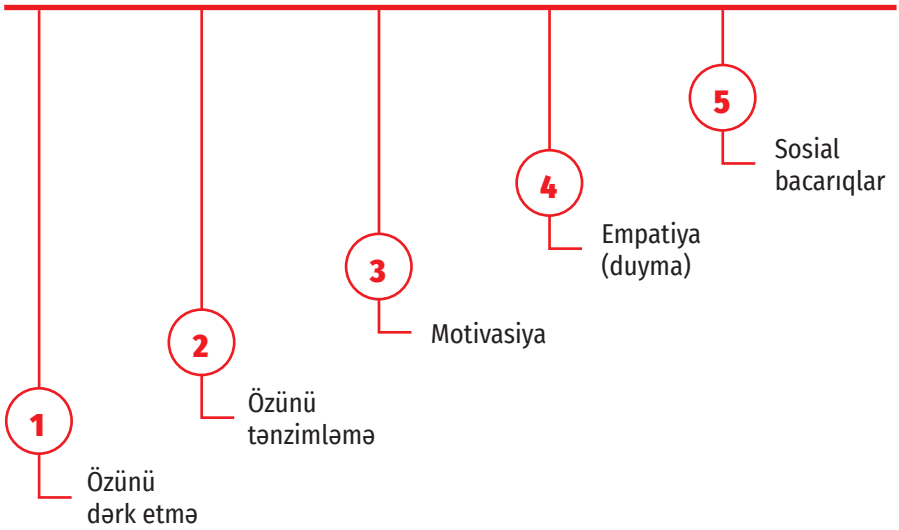 1
Özünü
dərk etmə
2
Özünü
tənzimləmə
3
Motivasiya
4
Empatiya
(duyma)
5
Sosial
bacarıqlar